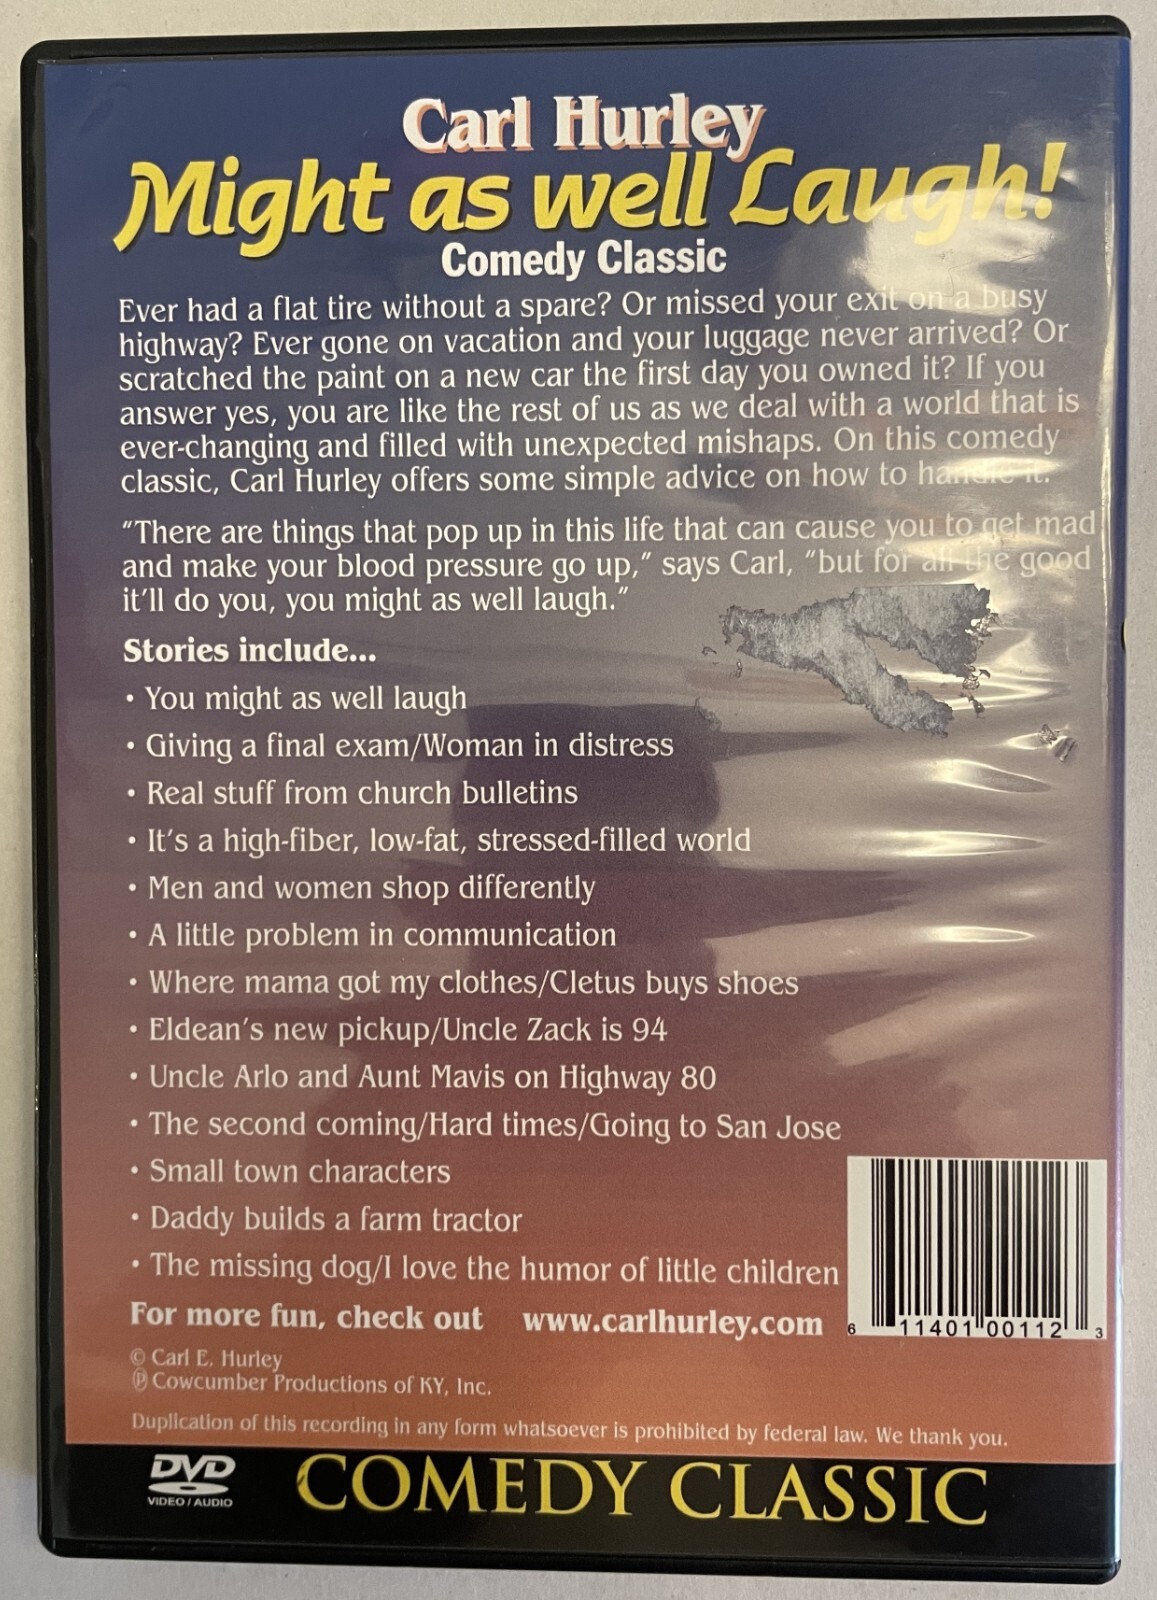 Carl Hurley
Might as well Laugh!
Comedy Classic
Ever had a flat tire without a spare? Or missed your exit on a busy
highway? Ever gone on vacation and your luggage never arrived? Or
scratched the paint on a new car the first day you owned it? If you
answer yes, you are like the rest of us as we deal with a world that is
ever-changing and filled with unexpected mishaps. On this comedy
classic, Carl Hurley offers some simple advice on how to handle it.
"There are things that pop up in this life that can cause you to get mad
and make your blood pressure go up," says Carl, "but for all the good
it'll do you, you might as well laugh."
Stories include...
• You might as well laugh
• Giving a final exam/Woman in distress
• Real stuff from church bulletins
• It's a high-fiber, low-fat, stressed-filled world
• Men and women shop differently
• A little problem in communication
• Where mama got my clothes/Cletus buys shoes
• Eldean's new pickup/Uncle Zack is 94
• Uncle Arlo and Aunt Mavis on Highway 80
• The second coming/Hard times/Going to San Jose
• Small town characters
• Daddy builds a farm tractor
• The missing dog/I love the humor of little children
For more fun, check out www.carlhurley.com
6 11401 00112 3
© Carl E. Hurley
℗ Cowcumber Productions of KY, Inc.
Duplication of this recording in any form whatsoever is prohibited by federal law. We thank you.
DVD
VIDEO / AUDIO
COMEDY CLASSIC